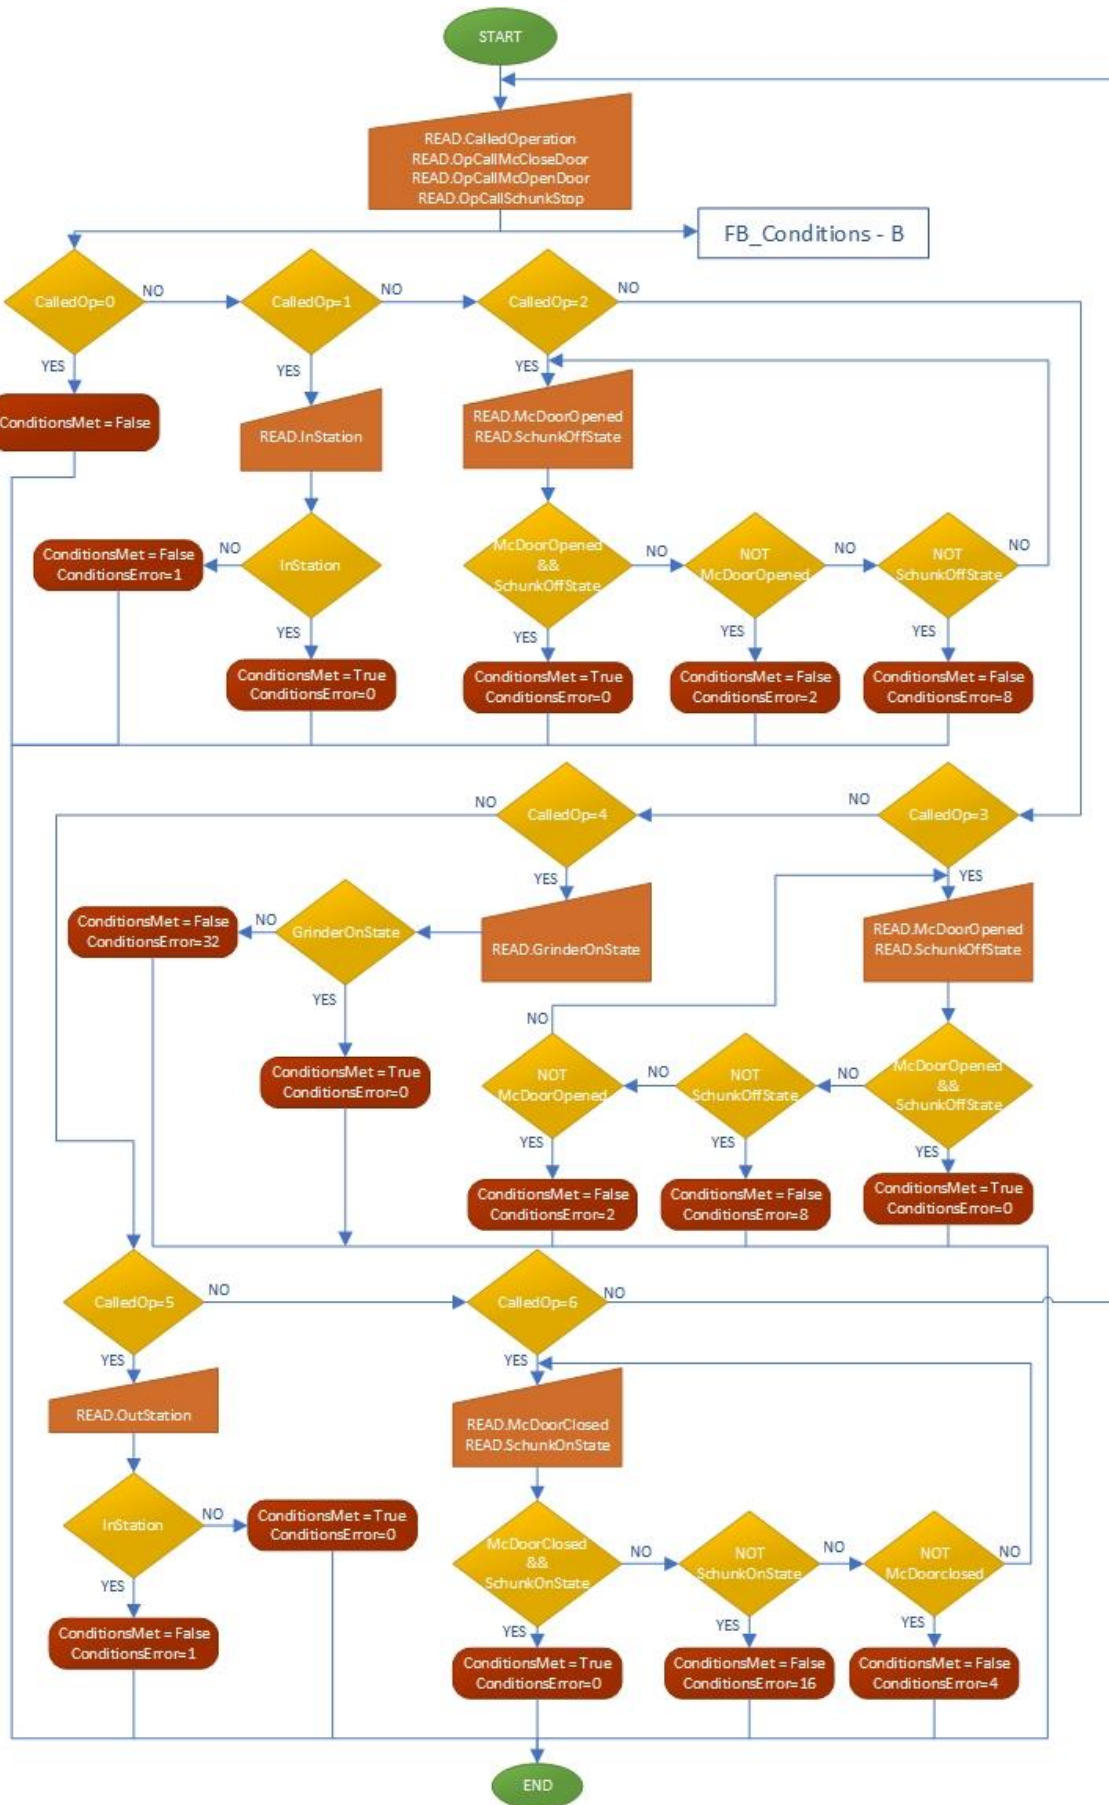 START
READ.CalledOperation
READ.OpCallMcCloseDoor
READ.OpCallMcOpenDoor
READ.OpCallSchunkStop
FB_Conditions - B
CalledOp=0
NO
CalledOp=1
NO
CalledOp=2
NO
YES
YES
YES
ConditionsMet = False
READ.InStation
READ.McDoorOpened
READ.SchunkOffState
ConditionsMet = False
ConditionsError=1
NO
InStation
McDoorOpened
&&
SchunkOffState
NO
NOT
McDoorOpened
NO
NOT
SchunkOffState
NO
YES
YES
YES
YES
ConditionsMet = True
ConditionsError=0
ConditionsMet = True
ConditionsError=0
ConditionsMet = False
ConditionsError=2
ConditionsMet = False
ConditionsError=8
NO
CalledOp=4
NO
CalledOp=3
YES
YES
ConditionsMet = False
ConditionsError=32
NO
GrinderOnState
READ.GrinderOnState
READ.McDoorOpened
READ.SchunkOffState
YES
NO
ConditionsMet = True
ConditionsError=0
NOT
McDoorOpened
NO
NOT
SchunkOffState
NO
McDoorOpened
&&
SchunkOffState
YES
YES
YES
ConditionsMet = False
ConditionsError=2
ConditionsMet = False
ConditionsError=8
ConditionsMet = True
ConditionsError=0
CalledOp=5
NO
CalledOp=6
NO
YES
YES
READ.OutStation
READ.McDoorClosed
READ.SchunkOnState
InStation
NO
ConditionsMet = True
ConditionsError=0
McDoorClosed
&&
SchunkOnState
NO
NOT
SchunkOnState
NO
NOT
McDoorclosed
NO
YES
YES
YES
YES
ConditionsMet = False
ConditionsError=1
ConditionsMet = True
ConditionsError=0
ConditionsMet = False
ConditionsError=16
ConditionsMet = False
ConditionsError=4
END